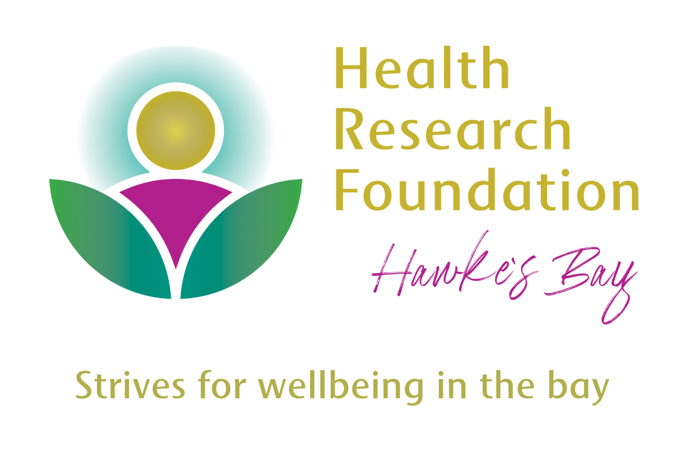 Health
Research
Foundation
Hawke's Bay
Strives for wellbeing in the bay